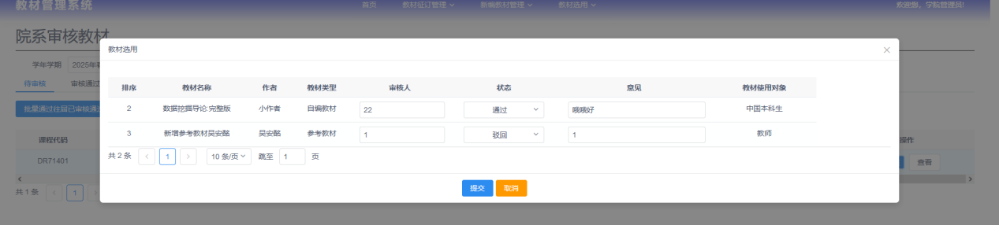 教材管理系统 首页 教材征订管理 新编教材管理 教材选用 欢迎您，学院管理员!
院系审核教材
教材选用
学年学期 2025年
待审核 审核通过
排序 教材名称 作者 教材类型 审核人 状态 意见 教材使用对象
批量通过往届已审核通过
2 数据挖掘导论:完整版 小作者 自编教材 22 通过 哦哦好 中国本科生
3 新增参考教材吴安酩 吴安酩 参考教材 1 驳回 1 教师
课程代码 操作
共 2 条 1 10 条/页 跳至 1 页
DR71401 查看
提交 取消
共 1 条 1